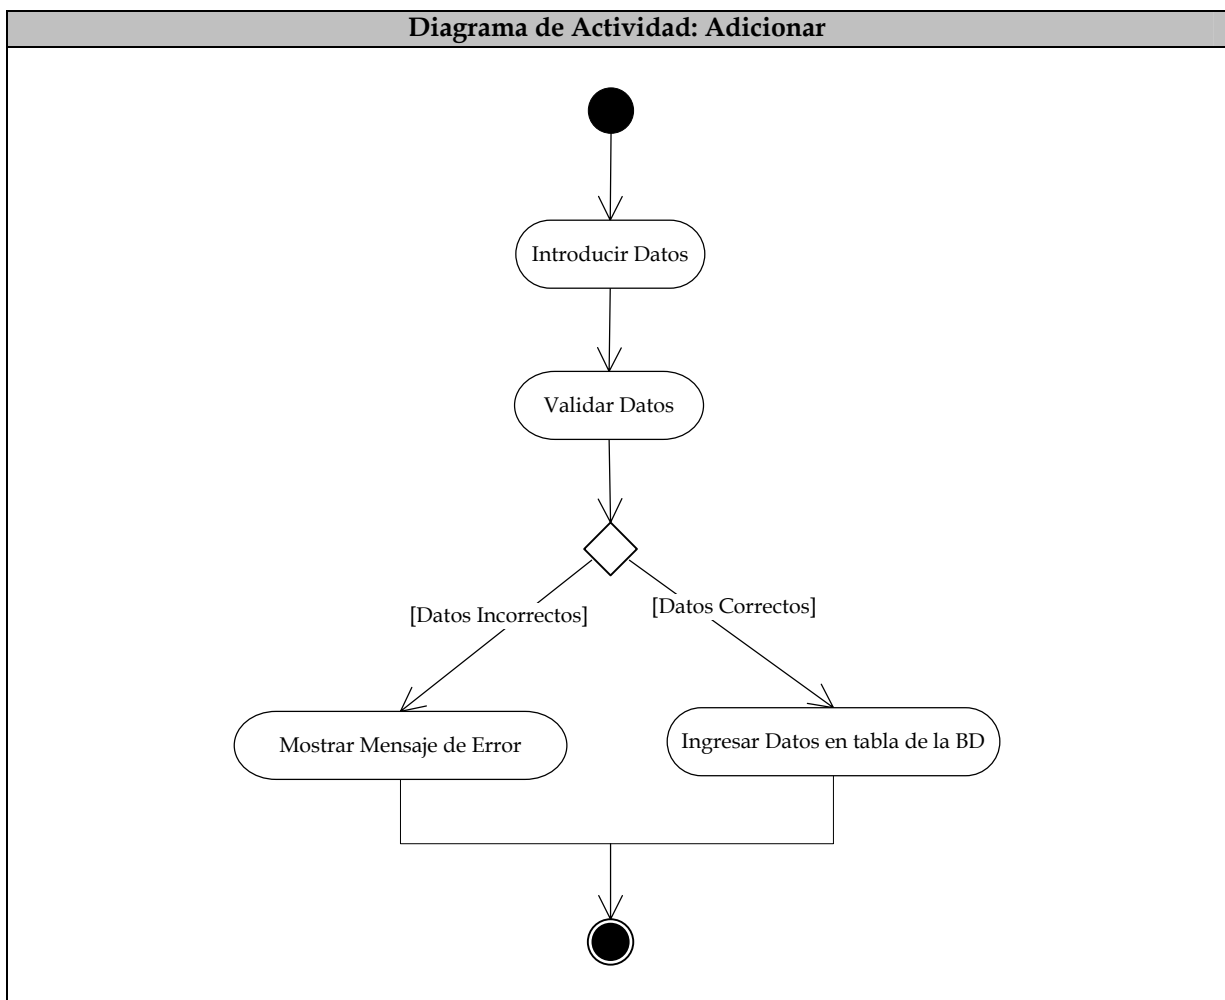 Diagrama de Actividad: Adicionar
Introducir Datos
Validar Datos
[Datos Incorrectos]
[Datos Correctos]
Mostrar Mensaje de Error
Ingresar Datos en tabla de la BD